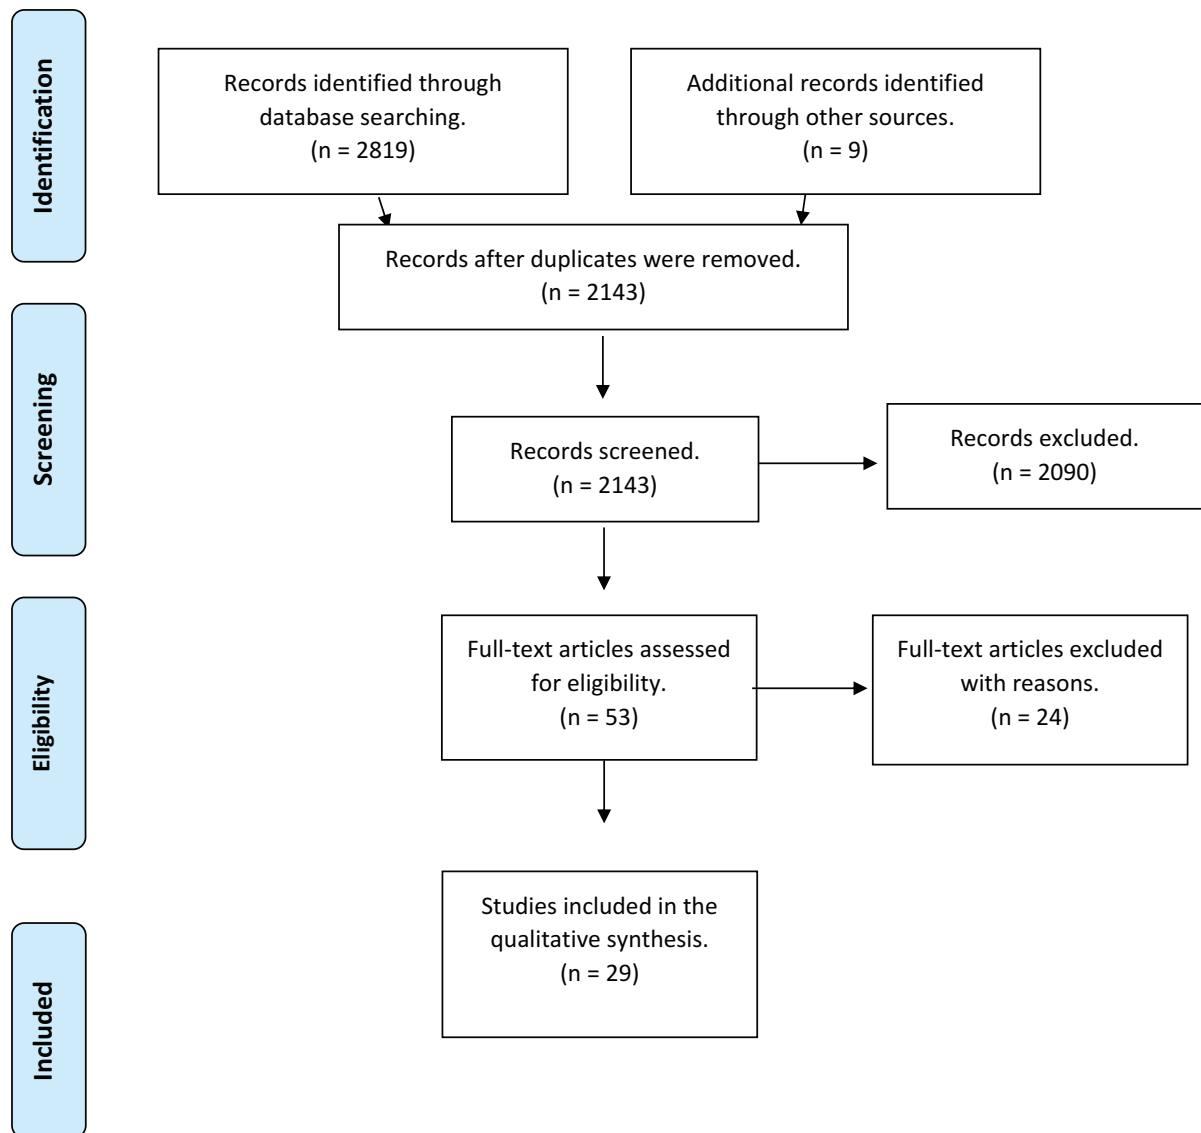 Identification
Records identified through
database searching.
(n = 2819)
Additional records identified
through other sources.
(n = 9)
Records after duplicates were removed.
(n = 2143)
Screening
Records screened.
(n = 2143)
Records excluded.
(n = 2090)
Eligibility
Full-text articles assessed
for eligibility.
(n = 53)
Full-text articles excluded
with reasons.
(n = 24)
Included
Studies included in the
qualitative synthesis.
(n = 29)